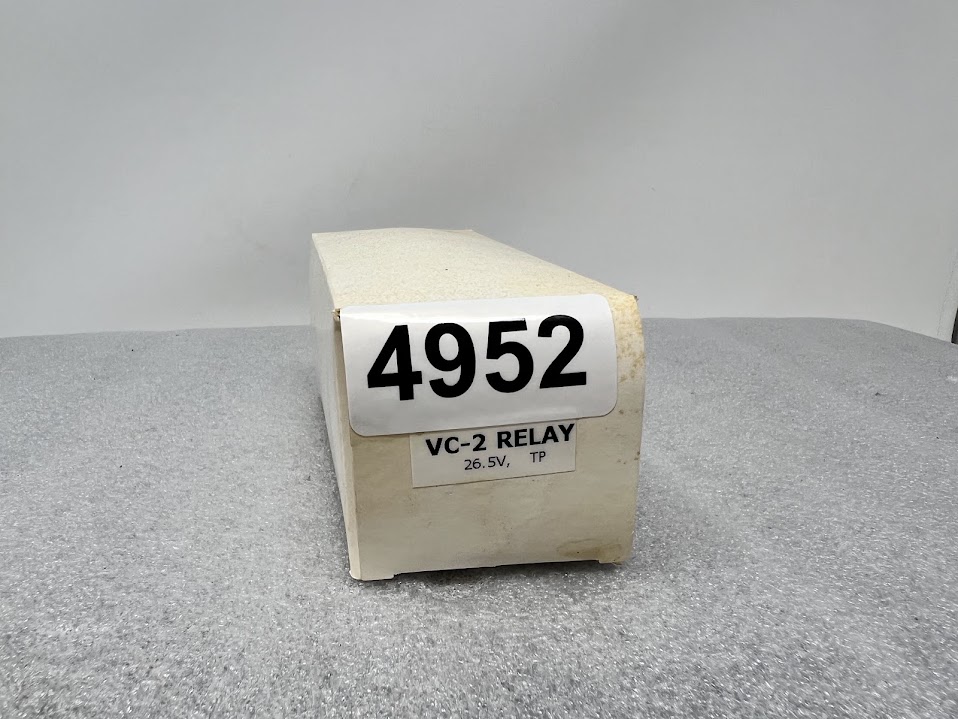 4952
VC-2 RELAY
26.5V, TP